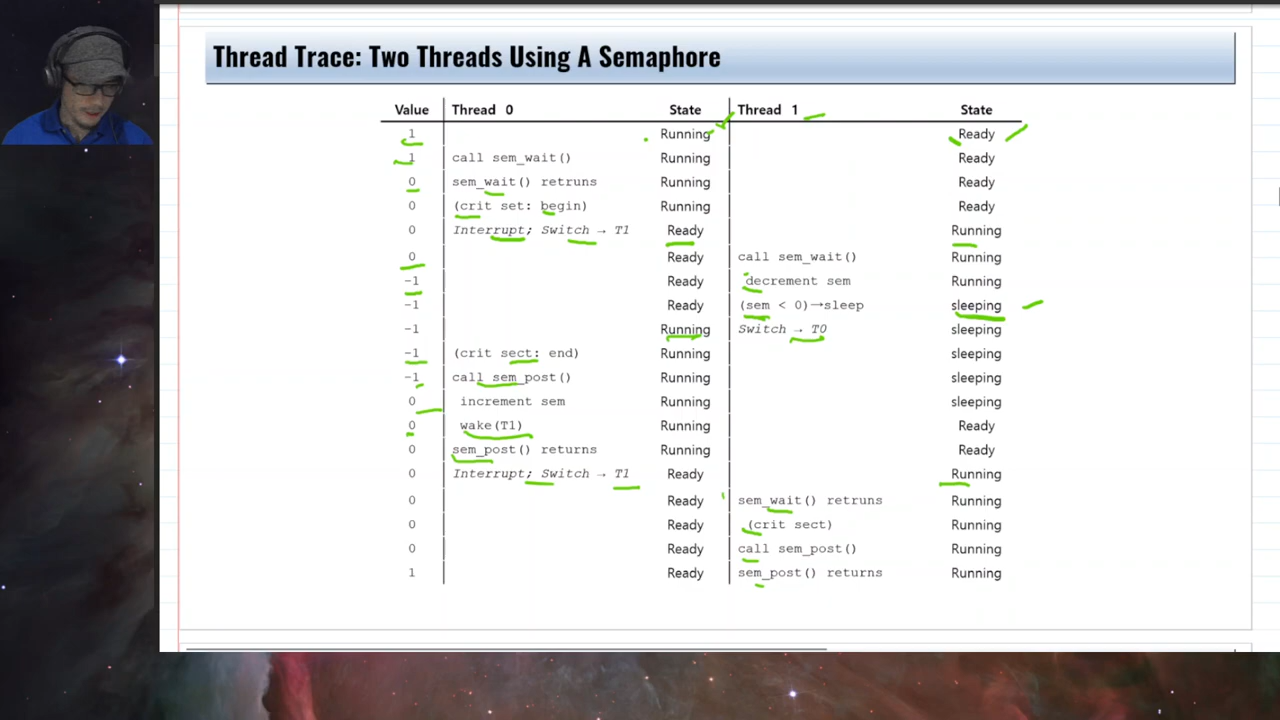 Thread Trace: Two Threads Using A Semaphore
Value Thread 0 State Thread 1 State
1 Running Ready
1 call sem_wait() Running Ready
0 sem_wait() retruns Running Ready
0 (crit set: begin) Running Ready
0 Interrupt; Switch → T1 Ready Running
0 Ready call sem_wait() Running
-1 Ready decrement sem Running
-1 Ready (sem < 0)→sleep sleeping
-1 Running Switch → T0 sleeping
-1 (crit sect: end) Running sleeping
-1 call sem_post() Running sleeping
0 increment sem Running sleeping
0 wake(T1) Running Ready
0 sem_post() returns Running Ready
0 Interrupt; Switch → T1 Ready Running
0 Ready sem_wait() retruns Running
0 Ready (crit sect) Running
0 Ready call sem_post() Running
1 Ready sem_post() returns Running